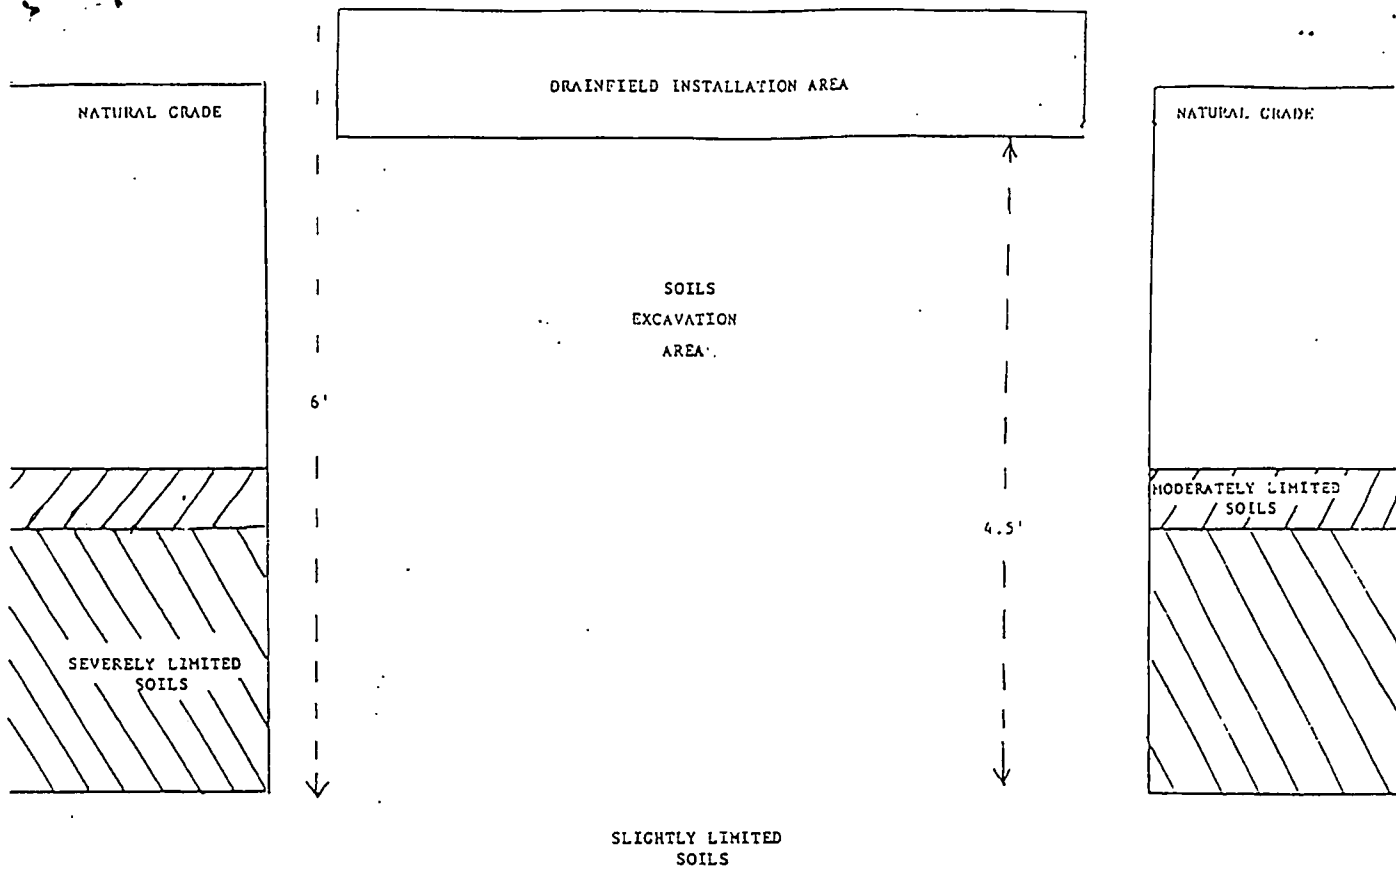 DRAINFIELD INSTALLATION AREA
NATURAL GRADE
NATURAL GRADE
SOILS
EXCAVATION
AREA
6'
MODERATELY LIMITED
SOILS
4.5'
SEVERELY LIMITED
SOILS
SLIGHTLY LIMITED
SOILS